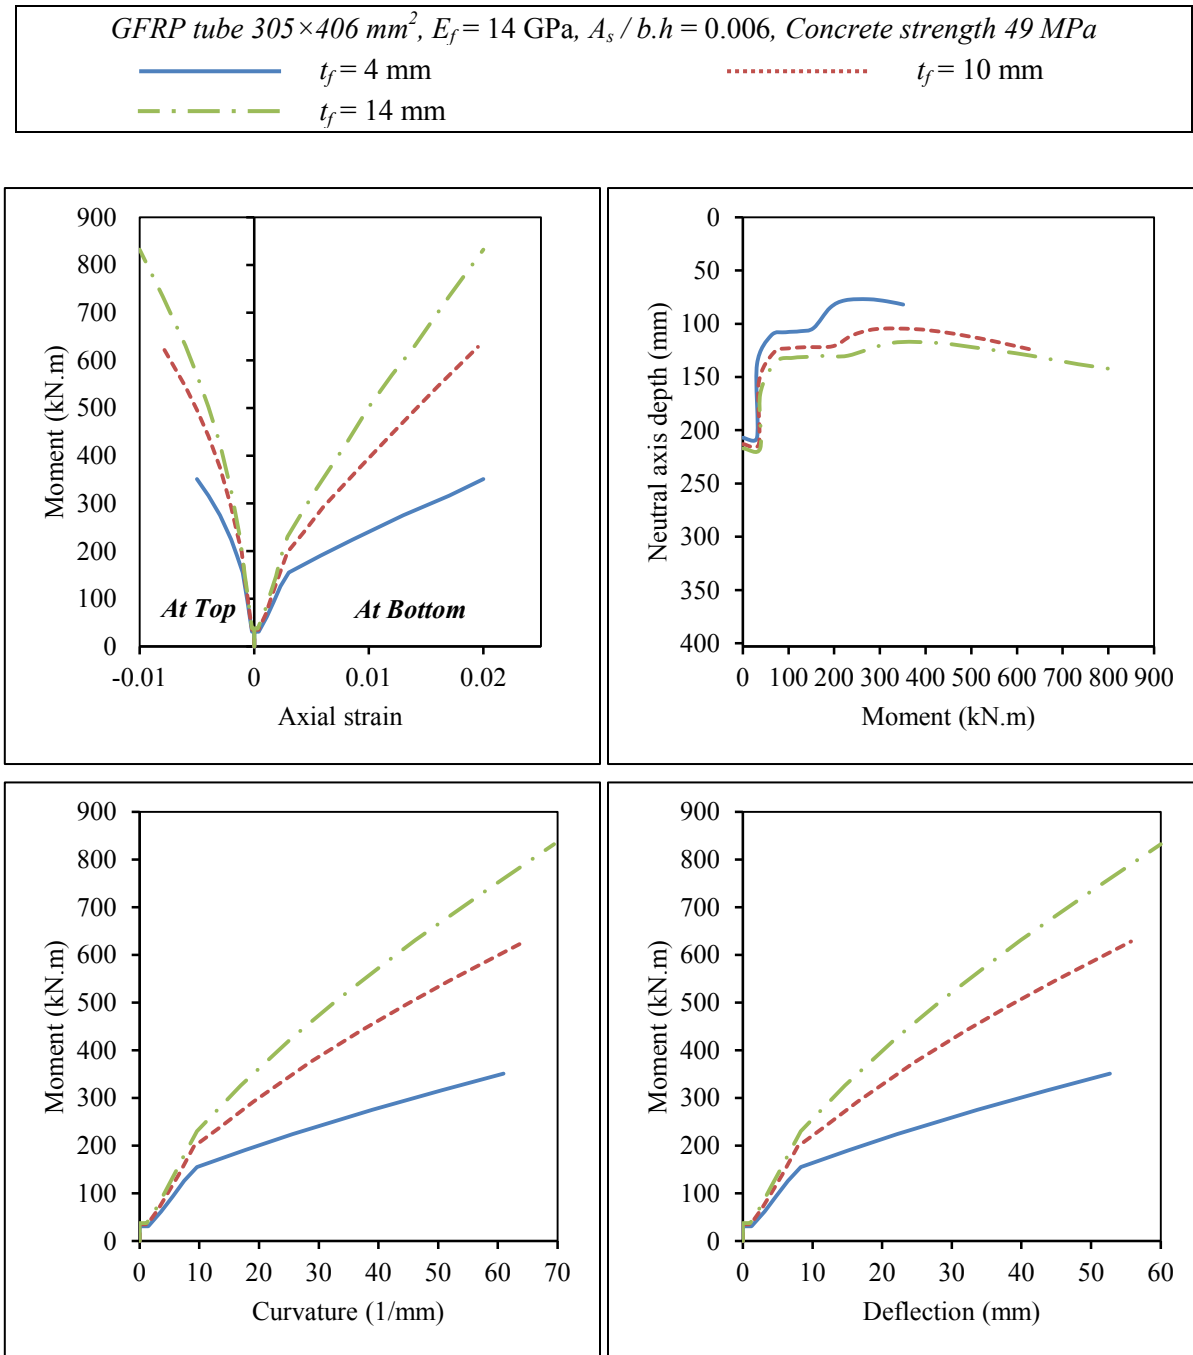 GFRP tube 305×406 mm², E_f = 14 GPa, A_s / b.h = 0.006, Concrete strength 49 MPa
t_f = 4 mm
t_f = 10 mm
t_f = 14 mm
900
800
700
600
500
400
300
200
100
0
Moment (kN.m)
At Top
At Bottom
-0.01 0 0.01 0.02
Axial strain
0
50
100
150
200
250
300
350
400
Neutral axis depth (mm)
0 100 200 300 400 500 600 700 800 900
Moment (kN.m)
900
800
700
600
500
400
300
200
100
0
Moment (kN.m)
0 10 20 30 40 50 60 70
Curvature (1/mm)
900
800
700
600
500
400
300
200
100
0
Moment (kN.m)
0 10 20 30 40 50 60
Deflection (mm)